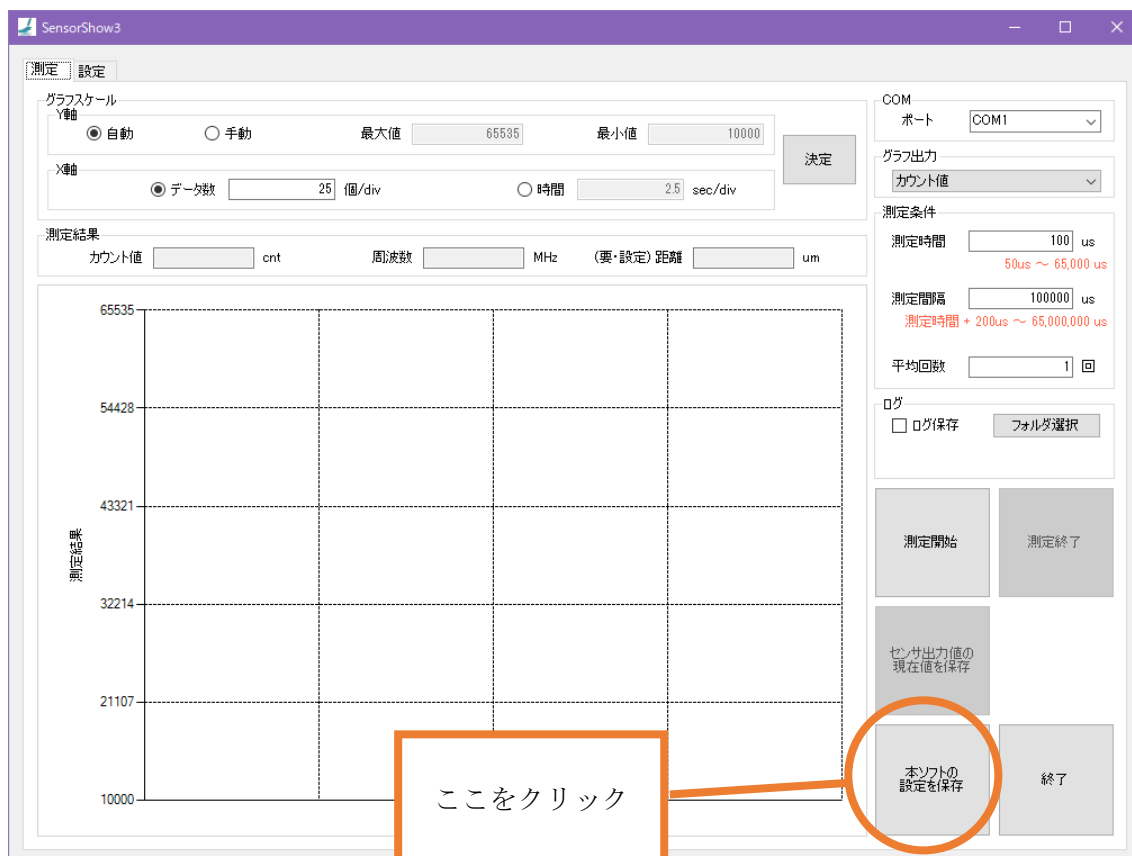 SensorShow3
測定 設定
グラフスケール
Y軸
自動 手動 最大値 65535 最小値 10000
決定
X軸
データ数 25 個/div 時間 2.5 sec/div
測定結果
カウント値 cnt 周波数 MHz (要・設定) 距離 um
65535
54428
43321
32214
21107
10000
測定結果
COM
ポート COM1
グラフ出力
カウント値
測定条件
測定時間 100 us
50us ～ 65,000 us
測定間隔 100000 us
測定時間 + 200us ～ 65,000,000 us
平均回数 1 回
ログ
ログ保存 フォルダ選択
測定開始 測定終了
センサ出力値の
現在値を保存
本ソフトの
設定を保存
終了
ここをクリック